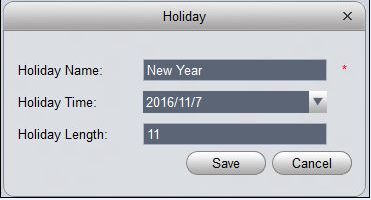 Holiday
Holiday Name: New Year *
Holiday Time: 2016/11/7
Holiday Length: 11
Save Cancel